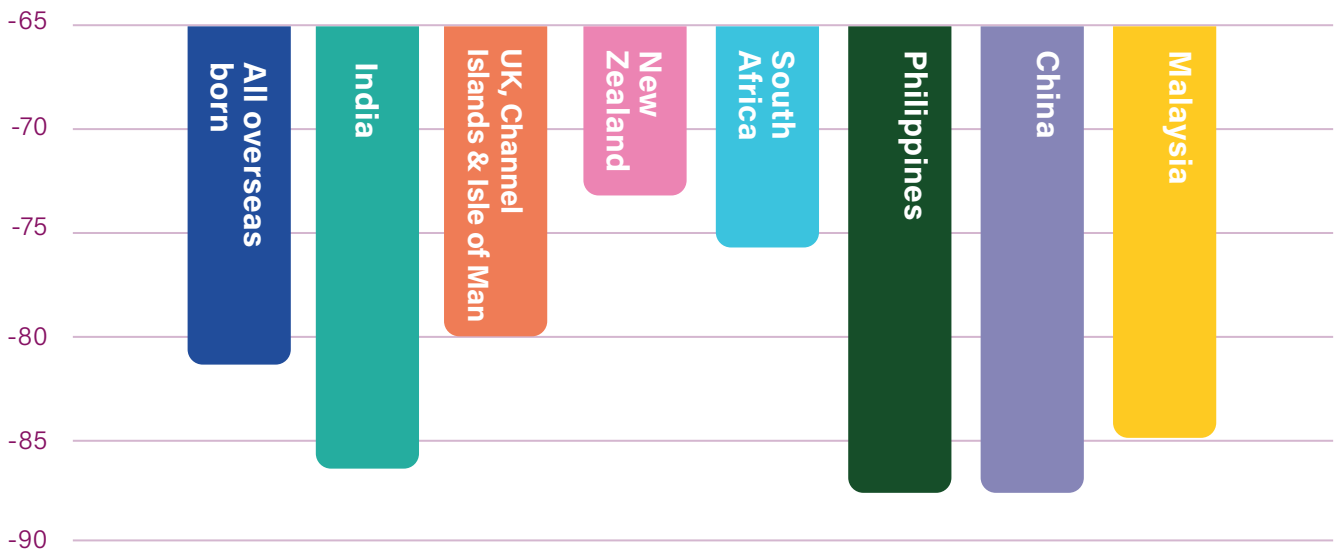 -65
-70
-75
-80
-85
-90
All overseas
born
India
UK, Channel
Islands & Isle of Man
New
Zealand
South
Africa
Philippines
China
Malaysia